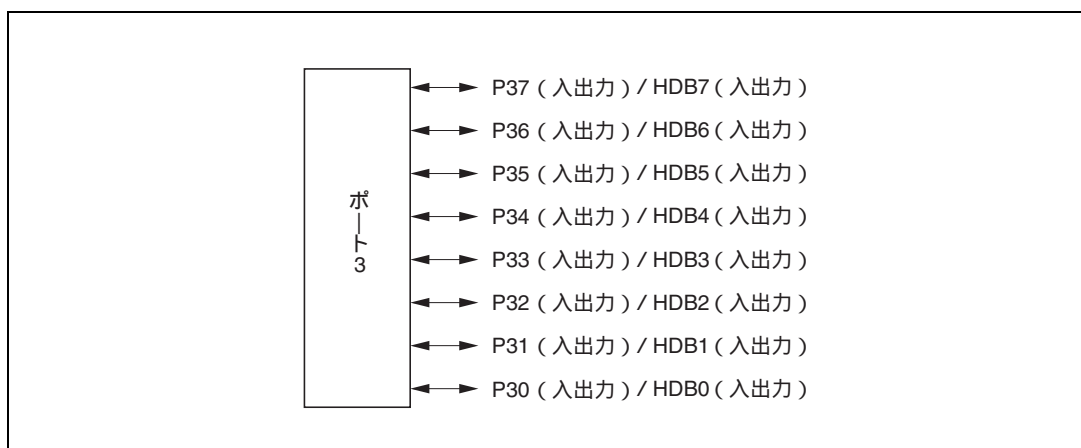 ポート3
P37（入出力）/ HDB7（入出力）
P36（入出力）/ HDB6（入出力）
P35（入出力）/ HDB5（入出力）
P34（入出力）/ HDB4（入出力）
P33（入出力）/ HDB3（入出力）
P32（入出力）/ HDB2（入出力）
P31（入出力）/ HDB1（入出力）
P30（入出力）/ HDB0（入出力）